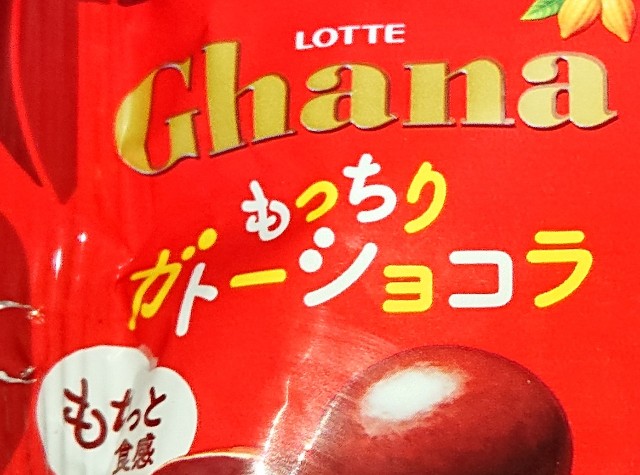 LOTTE
Ghana
もっちり
ガトーショコラ
もちっと
食感